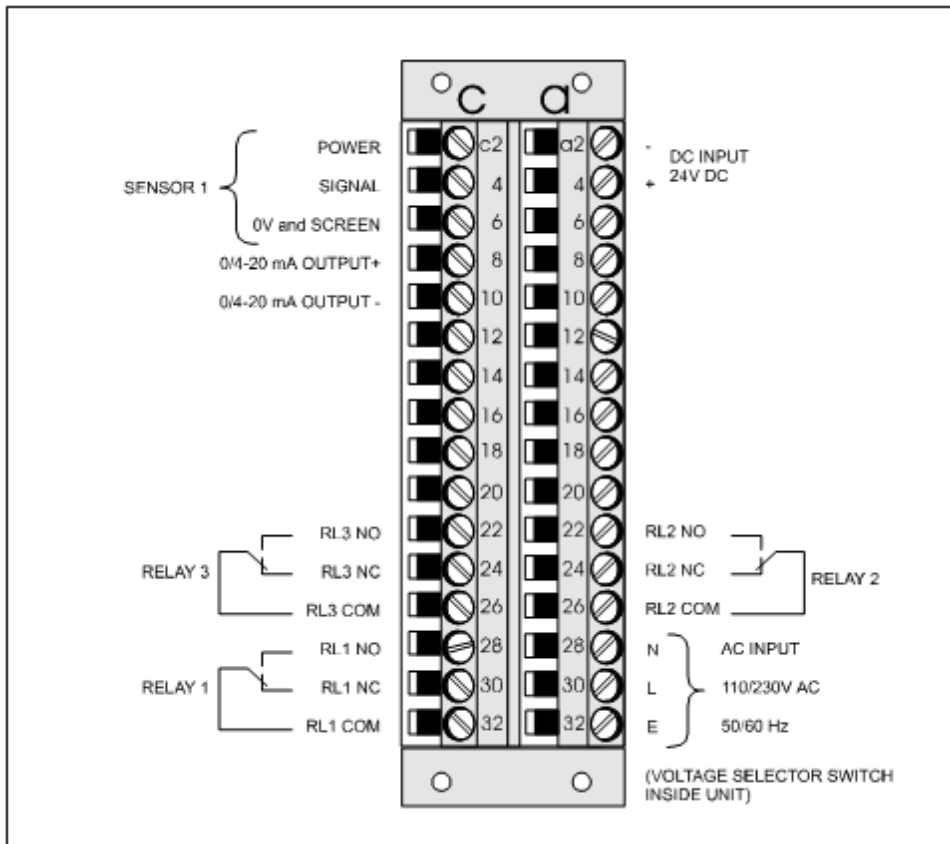 c a
POWER c2 a2 - DC INPUT
24V DC
SENSOR 1 SIGNAL 4 4 +
0V and SCREEN 6 6
0/4-20 mA OUTPUT+ 8 8
0/4-20 mA OUTPUT - 10 10
12 12
14 14
16 16
18 18
20 20
RL3 NO 22 22 RL2 NO
RELAY 3 RL3 NC 24 24 RL2 NC RELAY 2
RL3 COM 26 26 RL2 COM
RL1 NO 28 28 N AC INPUT
RELAY 1 RL1 NC 30 30 L 110/230V AC
RL1 COM 32 32 E 50/60 Hz
(VOLTAGE SELECTOR SWITCH
INSIDE UNIT)